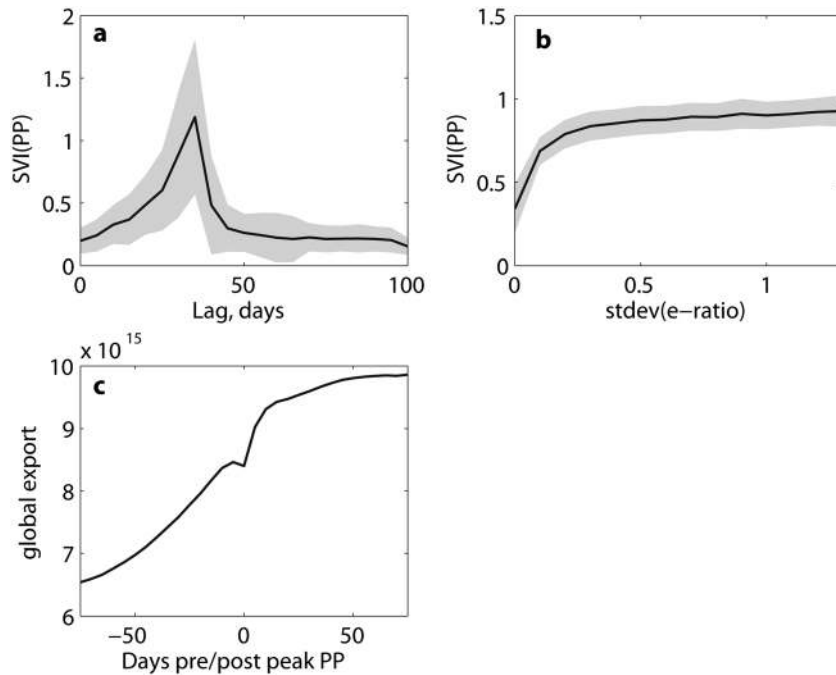 a
2
1.5
1
0.5
0
SVI(PP)
0 50 100
Lag, days
b
1.5
1
0.5
0
SVI(PP)
0 0.5 1
stdev(e−ratio)
x 10 15
c
10
9
8
7
6
global export
−50 0 50
Days pre/post peak PP